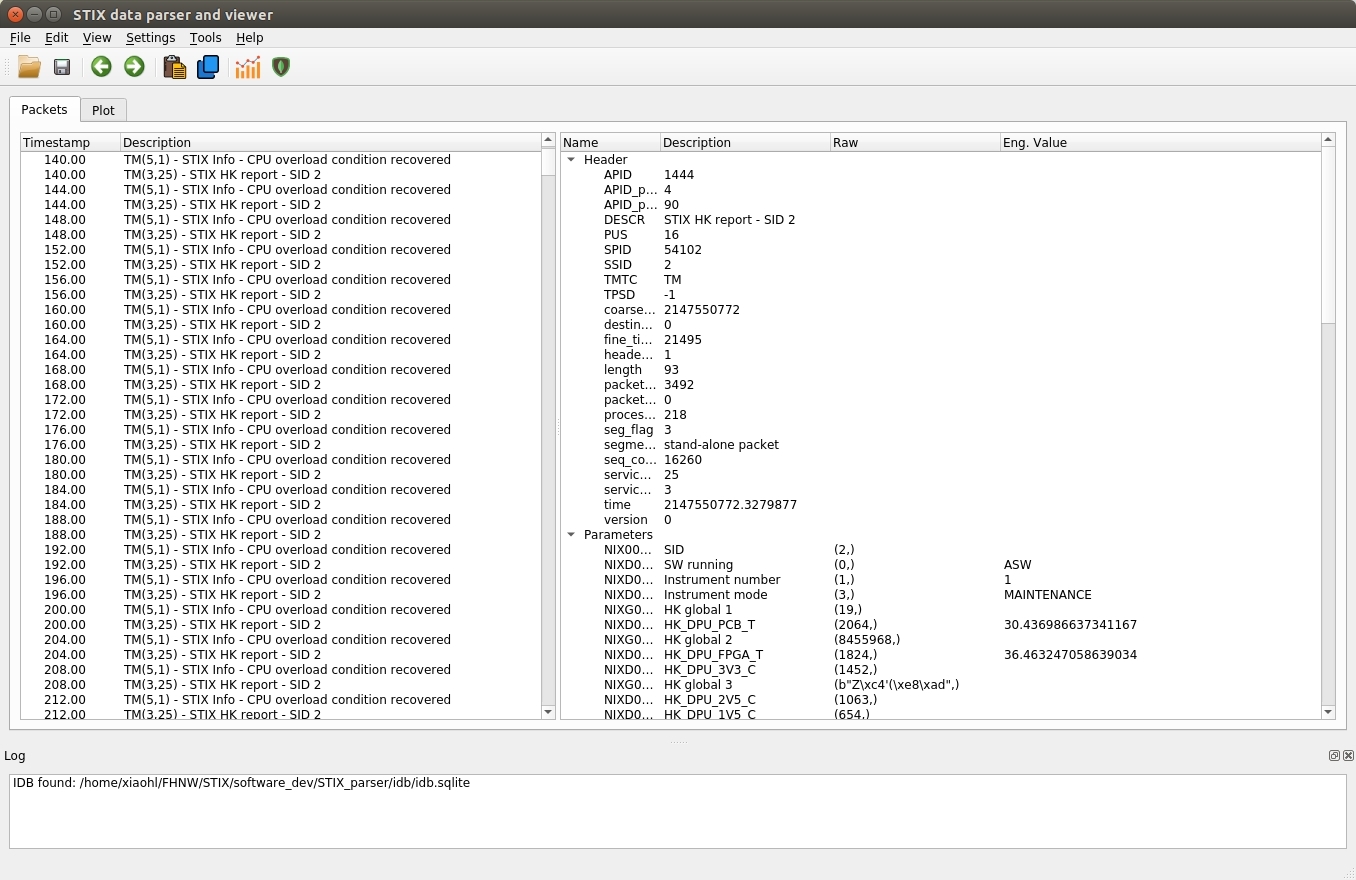 STIX data parser and viewer
File Edit View Settings Tools Help
Packets Plot
Timestamp Description
140.00 TM(5,1) - STIX Info - CPU overload condition recovered
140.00 TM(3,25) - STIX HK report - SID 2
144.00 TM(5,1) - STIX Info - CPU overload condition recovered
144.00 TM(3,25) - STIX HK report - SID 2
148.00 TM(5,1) - STIX Info - CPU overload condition recovered
148.00 TM(3,25) - STIX HK report - SID 2
152.00 TM(5,1) - STIX Info - CPU overload condition recovered
152.00 TM(3,25) - STIX HK report - SID 2
156.00 TM(5,1) - STIX Info - CPU overload condition recovered
156.00 TM(3,25) - STIX HK report - SID 2
160.00 TM(5,1) - STIX Info - CPU overload condition recovered
160.00 TM(3,25) - STIX HK report - SID 2
164.00 TM(5,1) - STIX Info - CPU overload condition recovered
164.00 TM(3,25) - STIX HK report - SID 2
168.00 TM(5,1) - STIX Info - CPU overload condition recovered
168.00 TM(3,25) - STIX HK report - SID 2
172.00 TM(5,1) - STIX Info - CPU overload condition recovered
172.00 TM(3,25) - STIX HK report - SID 2
176.00 TM(5,1) - STIX Info - CPU overload condition recovered
176.00 TM(3,25) - STIX HK report - SID 2
180.00 TM(5,1) - STIX Info - CPU overload condition recovered
180.00 TM(3,25) - STIX HK report - SID 2
184.00 TM(5,1) - STIX Info - CPU overload condition recovered
184.00 TM(3,25) - STIX HK report - SID 2
188.00 TM(5,1) - STIX Info - CPU overload condition recovered
188.00 TM(3,25) - STIX HK report - SID 2
192.00 TM(5,1) - STIX Info - CPU overload condition recovered
192.00 TM(3,25) - STIX HK report - SID 2
196.00 TM(5,1) - STIX Info - CPU overload condition recovered
196.00 TM(3,25) - STIX HK report - SID 2
200.00 TM(5,1) - STIX Info - CPU overload condition recovered
200.00 TM(3,25) - STIX HK report - SID 2
204.00 TM(5,1) - STIX Info - CPU overload condition recovered
204.00 TM(3,25) - STIX HK report - SID 2
208.00 TM(5,1) - STIX Info - CPU overload condition recovered
208.00 TM(3,25) - STIX HK report - SID 2
212.00 TM(5,1) - STIX Info - CPU overload condition recovered
212.00 TM(3,25) - STIX HK report - SID 2
Name Description Raw Eng. Value
Header
APID 1444
APID_p... 4
APID_p... 90
DESCR STIX HK report - SID 2
PUS 16
SPID 54102
SSID 2
TMTC TM
TPSD -1
coarse... 2147550772
destin... 0
fine_ti... 21495
heade... 1
length 93
packet... 3492
packet... 0
proces... 218
seg_flag 3
segme... stand-alone packet
seq_co... 16260
servic... 25
servic... 3
time 2147550772.3279877
version 0
Parameters
NIX00... SID (2,)
NIXD0... SW running (0,) ASW
NIXD0... Instrument number (1,) 1
NIXD0... Instrument mode (3,) MAINTENANCE
NIXG0... HK global 1 (19,)
NIXD0... HK_DPU_PCB_T (2064,) 30.436986637341167
NIXG0... HK global 2 (8455968,)
NIXD0... HK_DPU_FPGA_T (1824,) 36.463247058639034
NIXD0... HK_DPU_3V3_C (1452,)
NIXG0... HK global 3 (b"Z\xc4'(\xe8\xad",)
NIXD0... HK_DPU_2V5_C (1063,)
NIXD0... HK_DPU_1V5_C (654,)
Log
IDB found: /home/xiaohl/FHNW/STIX/software_dev/STIX_parser/idb/idb.sqlite